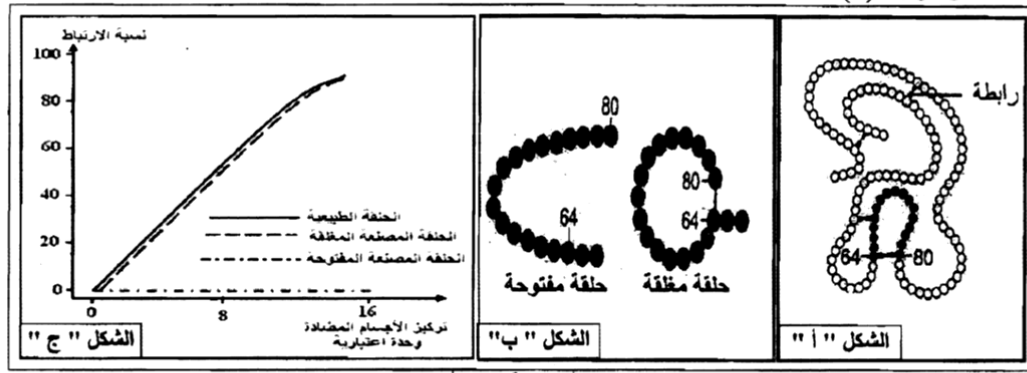 رابطة
64
80
الشكل " أ "
80
64
80
64
حلقة مفتوحة
حلقة مغلقة
الشكل " ب"
نسبة الارتباط
100
80
60
40
20
0
الحلقة الطبيعية
الحلقة المصنعة المغلقة
الحلقة المصنعة المفتوحة
0
8
16
تركيز الأجسام المضادة
وحدة اعتبارية
الشكل " ج "